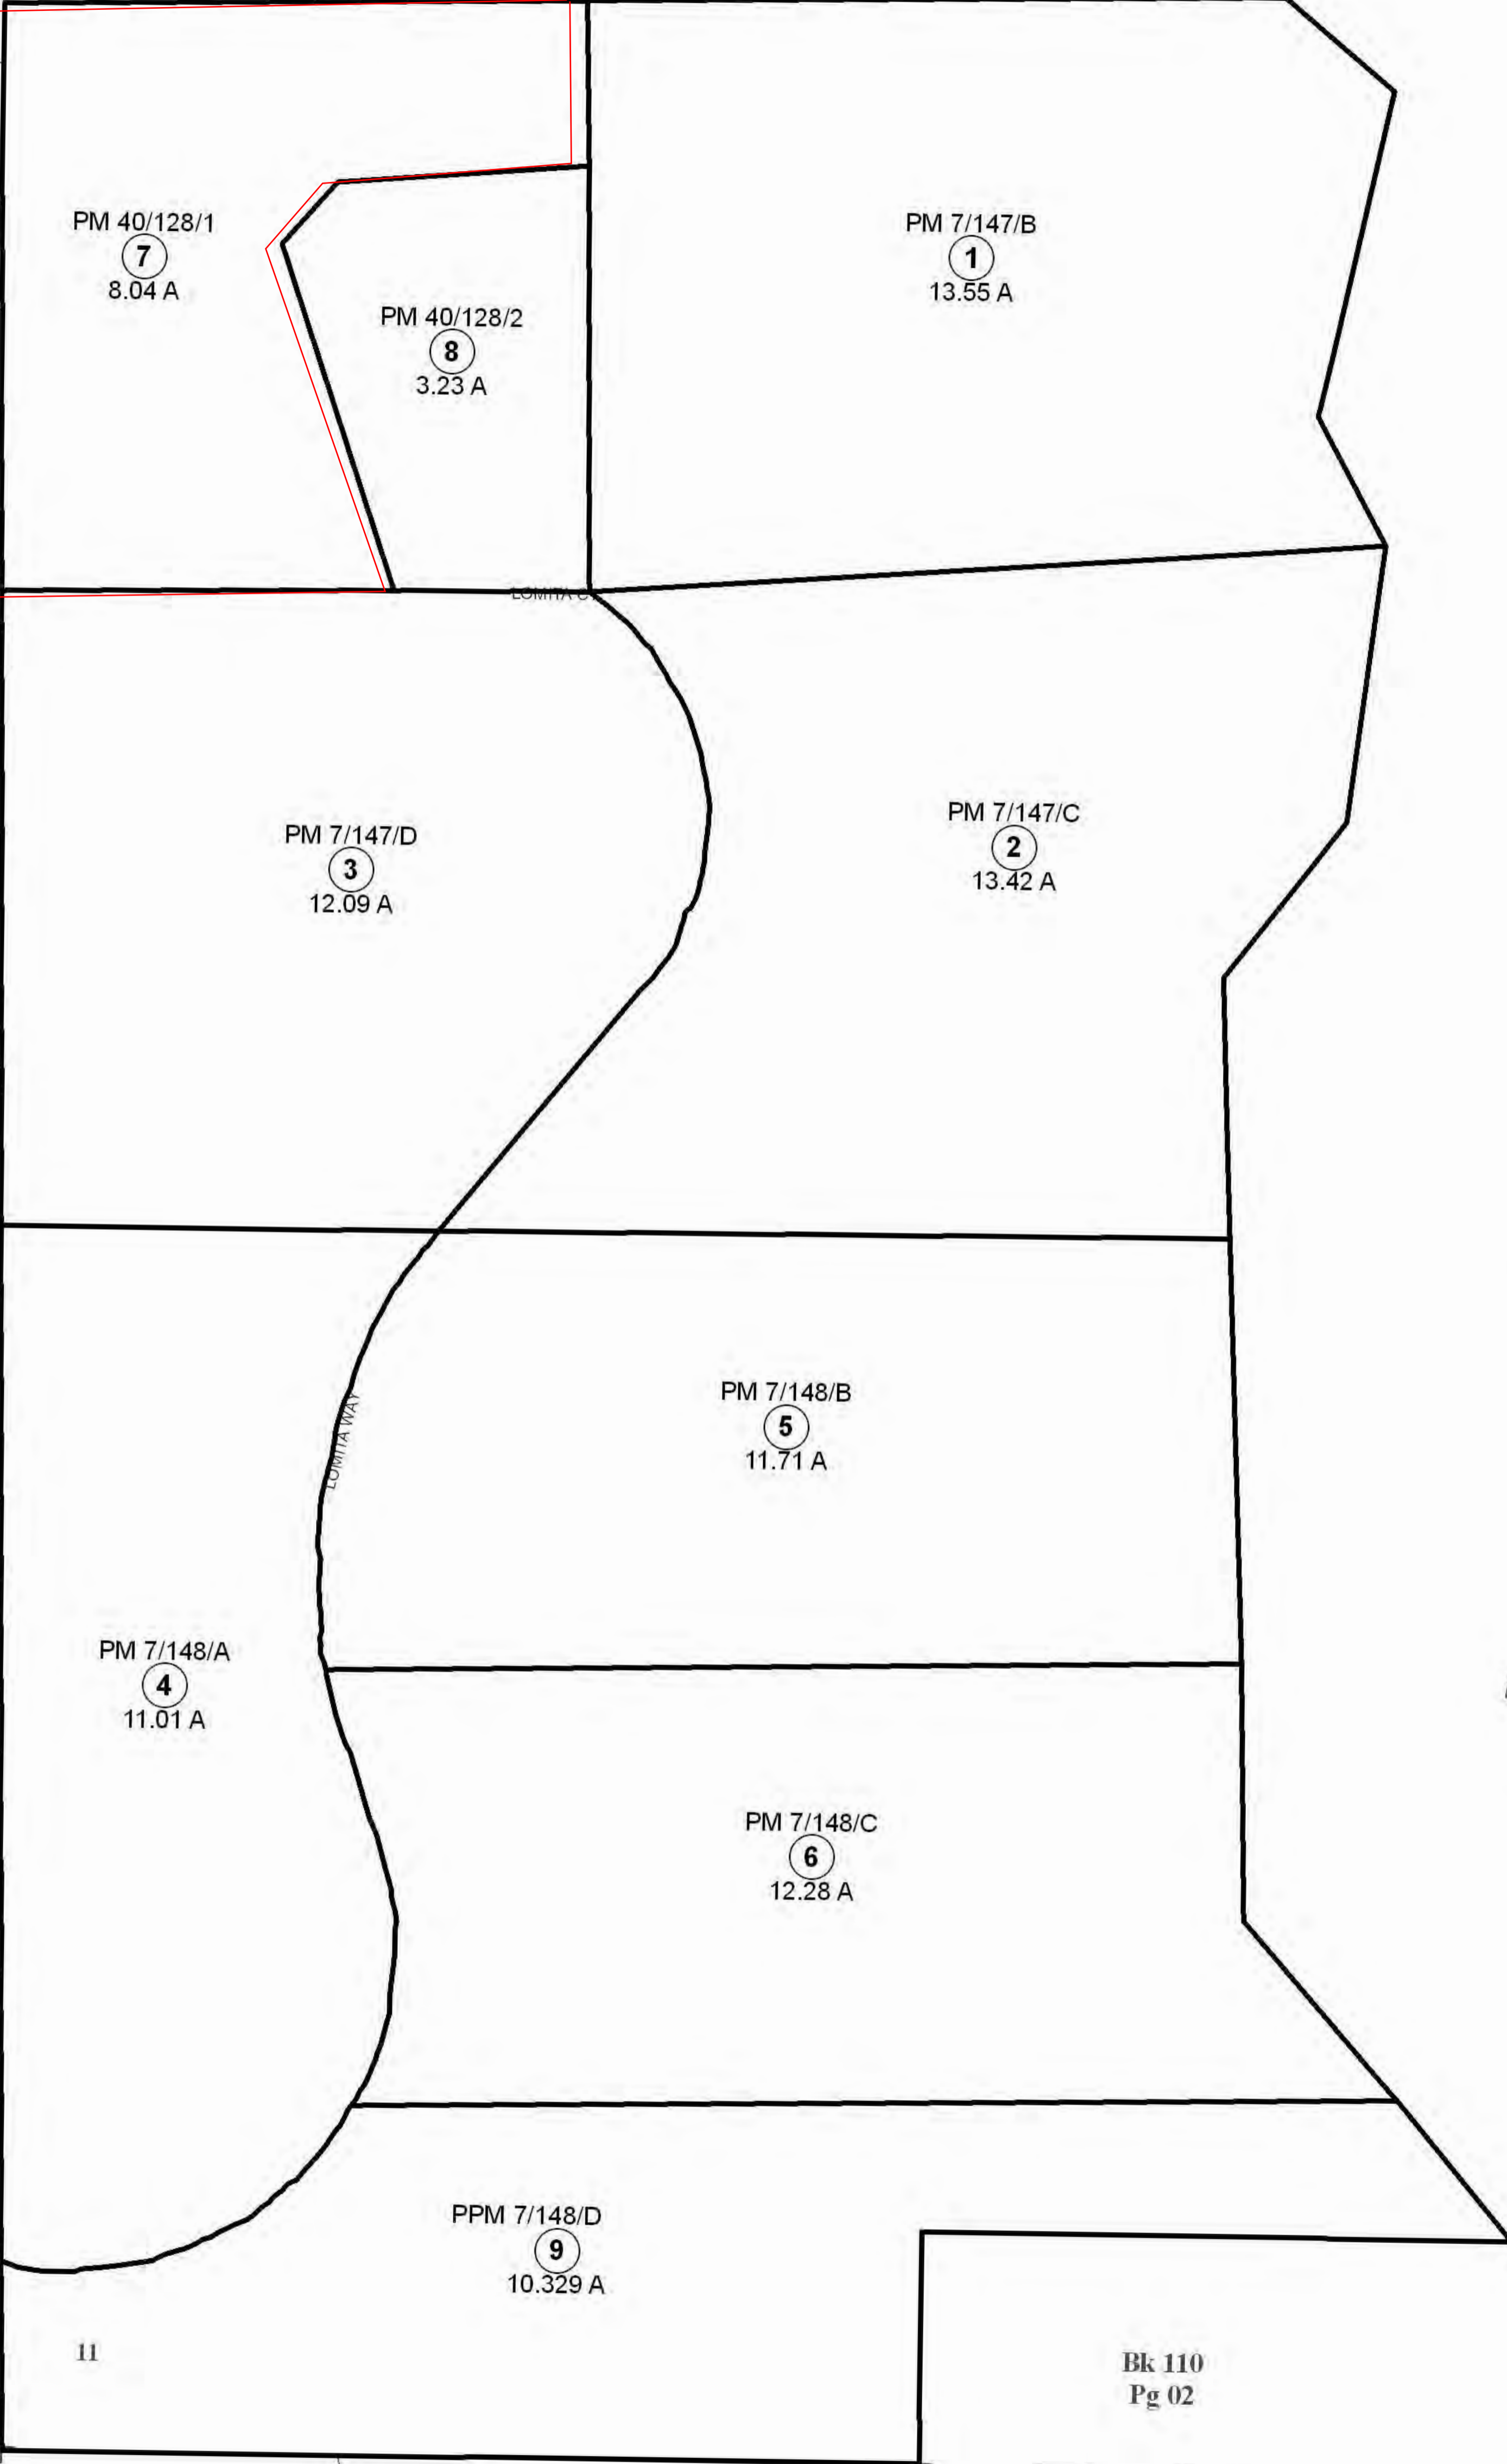 PM 40/128/1
7
8.04 A
PM 7/147/B
1
13.55 A
PM 40/128/2
8
3.23 A
LOMITA C
PM 7/147/D
3
12.09 A
PM 7/147/C
2
13.42 A
PM 7/148/B
5
11.71 A
LOMITA WAY
PM 7/148/A
4
11.01 A
PM 7/148/C
6
12.28 A
PPM 7/148/D
9
10.329 A
11
Bk 110
Pg 02